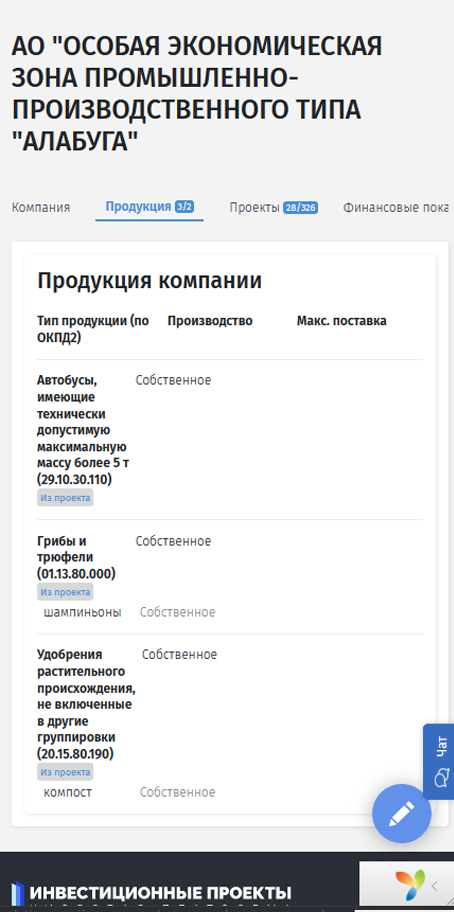 АО "ОСОБАЯ ЭКОНОМИЧЕСКАЯ
ЗОНА ПРОМЫШЛЕННО-
ПРОИЗВОДСТВЕННОГО ТИПА
"АЛАБУГА"
Компания Продукция 3/2 Проекты 28/326 Финансовые пока
Продукция компании
Тип продукции (по Производство Макс. поставка
ОКПД2)
Автобусы, Собственное
имеющие
технически
допустимую
максимальную
массу более 5 т
(29.10.30.110)
Из проекта
Грибы и Собственное
трюфели
(01.13.80.000)
Из проекта
шампиньоны Собственное
Удобрения Собственное
растительного
происхождения,
не включенные
в другие
группировки
(20.15.80.190)
Из проекта
Чат
компост Собственное
ИНВЕСТИЦИОННЫЕ ПРОЕКТЫ